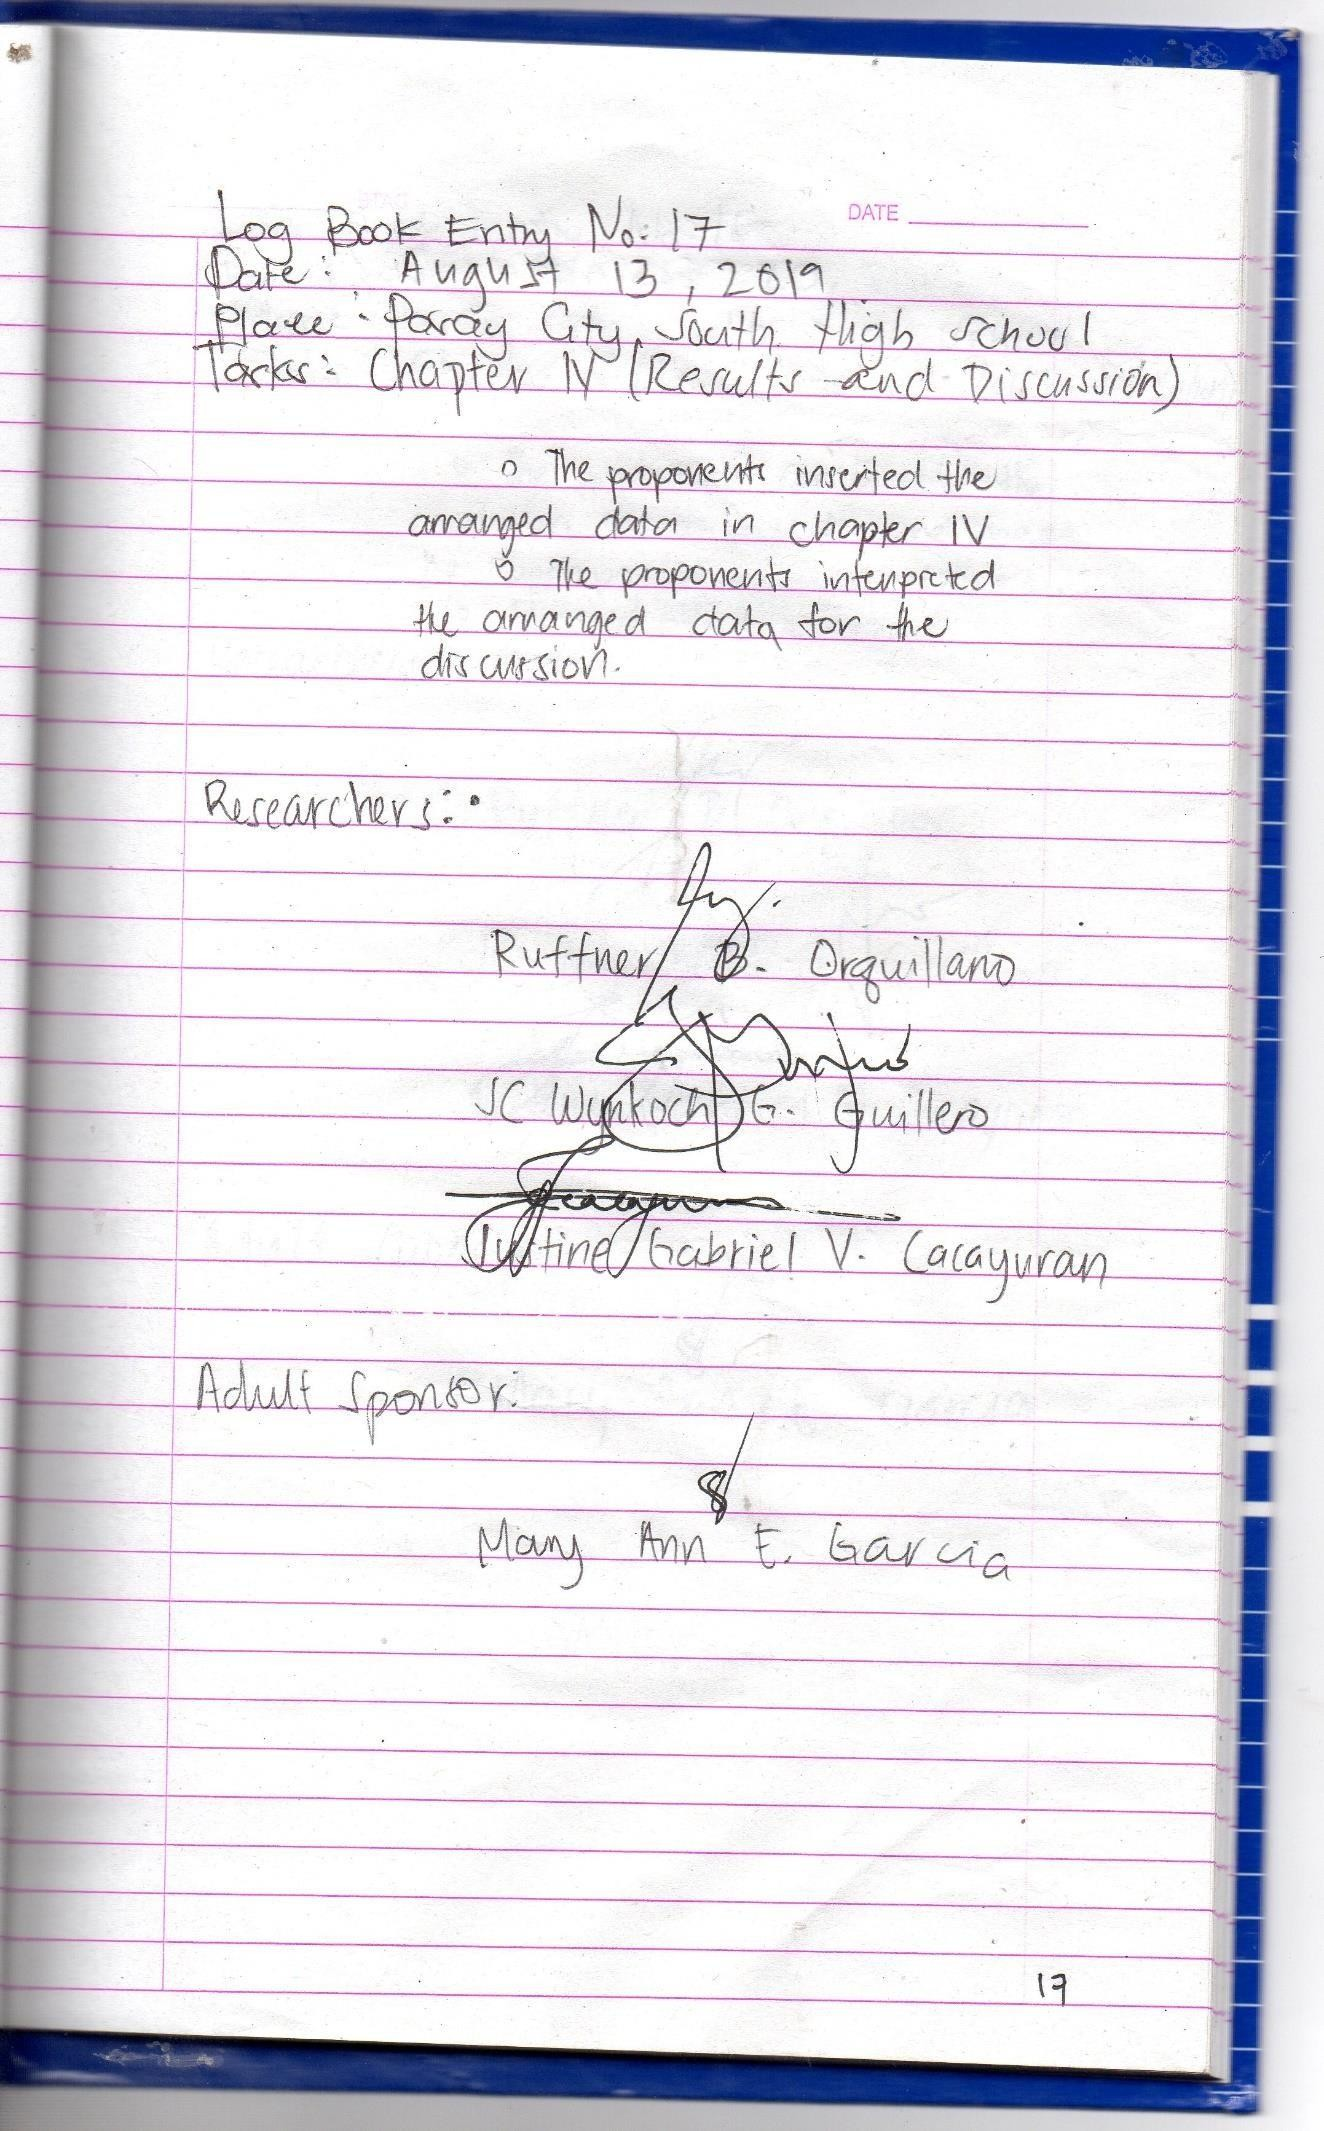 DATE
Log Book Entry No: 17
Date: August 13, 2019
Place: Pasay City South High School
Tasks: Chapter IV (Results and Discussion)
o The proponents inserted the
arranged data in chapter IV
o The proponents interpreted
the arranged data for the
discussion.
Researchers:
Ruffner B. Orquillano
JC Wynkoch G. Guillero
Justine Gabriel V. Cacayuran
Adult Sponsor:
Mary Ann E. Garcia
17